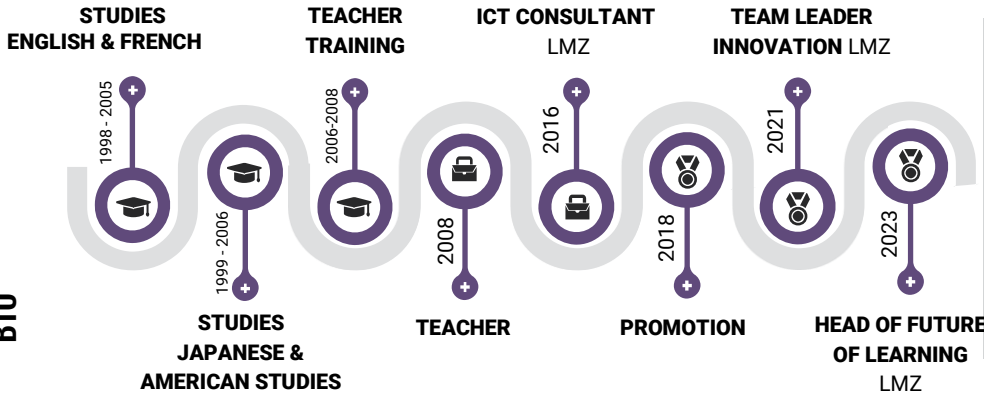 STUDIES
ENGLISH & FRENCH
1998 - 2005
1999 - 2006
STUDIES
JAPANESE &
AMERICAN STUDIES
TEACHER
TRAINING
2006-2008
2008
TEACHER
ICT CONSULTANT
LMZ
2016
2018
PROMOTION
TEAM LEADER
INNOVATION LMZ
2021
2023
HEAD OF FUTURE
OF LEARNING
LMZ